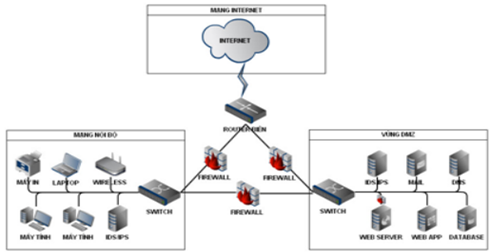 MẠNG INTERNET
INTERNET
ROUTER BIÊN
MẠNG NỘI BỘ
VÙNG DMZ
MÁY IN
LAPTOP
WIRELESS
FIREWALL
FIREWALL
IDS/IPS
MAIL
DNS
SWITCH
FIREWALL
SWITCH
MÁY TÍNH
MÁY TÍNH
IDS/IPS
WEB SERVER
WEB APP
DATABASE